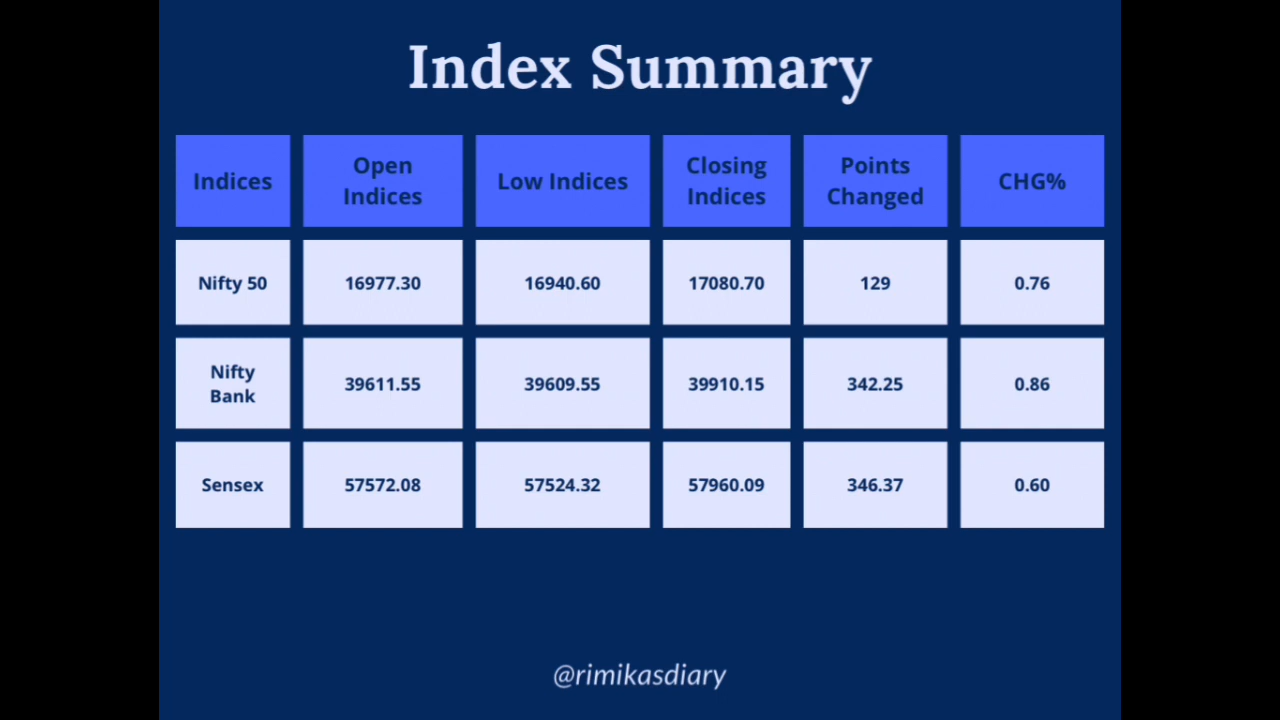 Index Summary
Indices
Open
Indices
Low Indices
Closing
Indices
Points
Changed
CHG%
Nifty 50
16977.30
16940.60
17080.70
129
0.76
Nifty
Bank
39611.55
39609.55
39910.15
342.25
0.86
Sensex
57572.08
57524.32
57960.09
346.37
0.60
@rimikasdiary